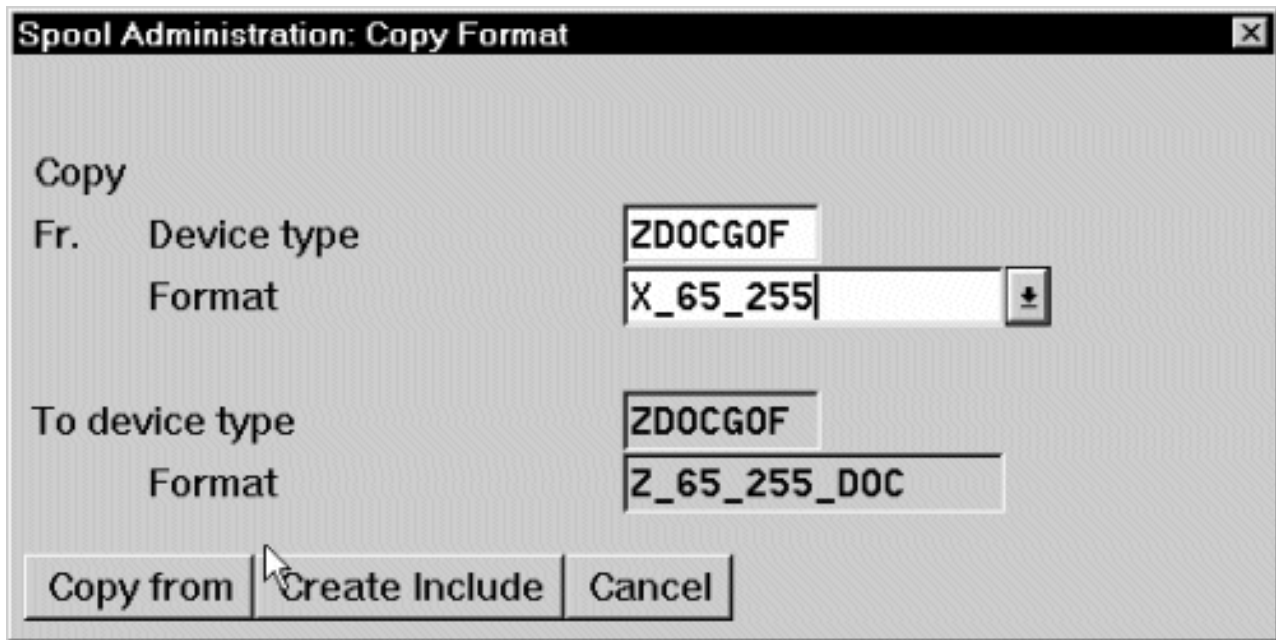 Spool Administration: Copy Format
Copy
Fr. Device type ZDOCGOF
Format X_65_255
To device type ZDOCGOF
Format Z_65_255_DOC
Copy from Create Include Cancel